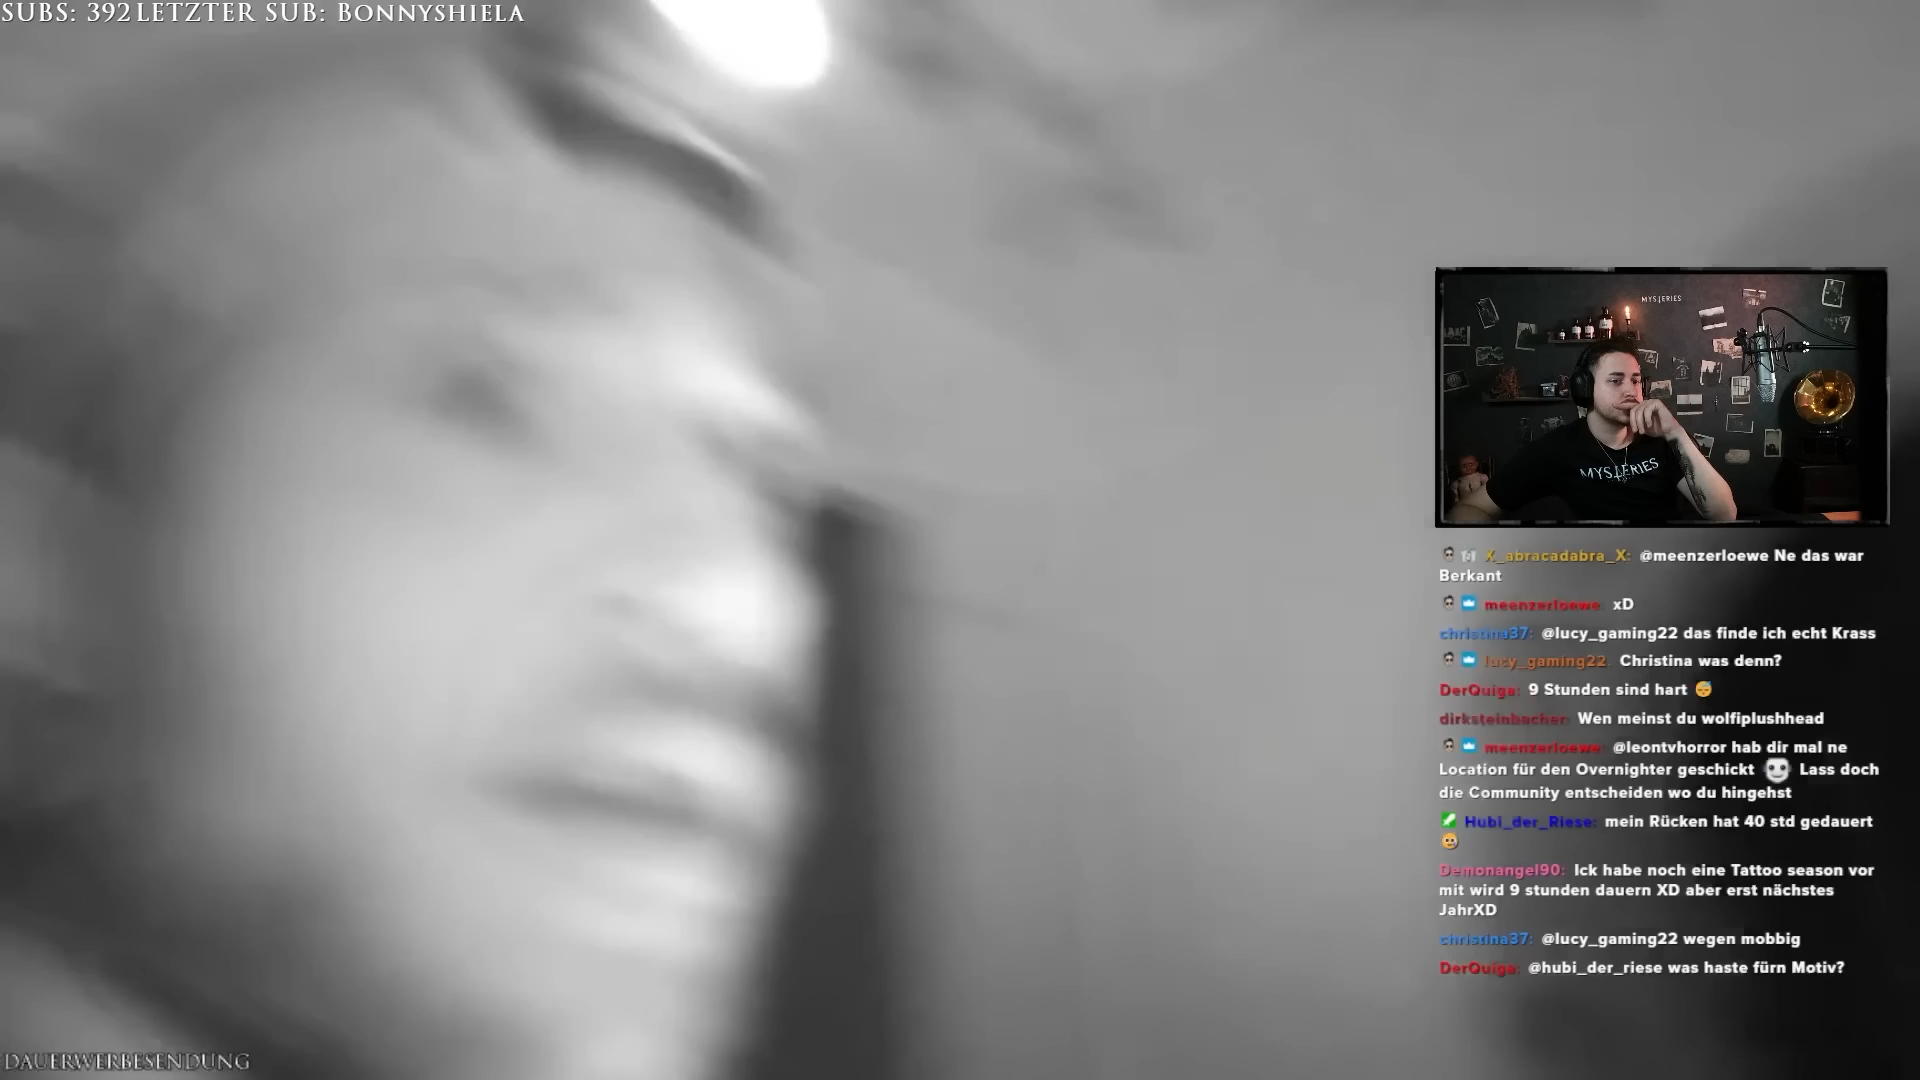 SUBS: 392 LETZTER SUB: BONNYSHIELA
MYSTERIES
MYSTERIES
X_abracadabra_X: @meenzerloewe Ne das war
Berkant
meenzerloewe: xD
christina37: @lucy_gaming22 das finde ich echt Krass
lucy_gaming22: Christina was denn?
DerQuiga: 9 Stunden sind hart 😴
dirksteinbacher: Wen meinst du wolfiplushhead
meenzerloewe: @leontvhorror hab dir mal ne
Location für den Overnighter geschickt Lass doch
die Community entscheiden wo du hingehst
Hubi_der_Riese: mein Rücken hat 40 std gedauert
Demonangel90: Ick habe noch eine Tattoo season vor
mit wird 9 stunden dauern XD aber erst nächstes
JahrXD
christina37: @lucy_gaming22 wegen mobbig
DerQuiga: @hubi_der_riese was haste fürn Motiv?
DAUERWERBESENDUNG